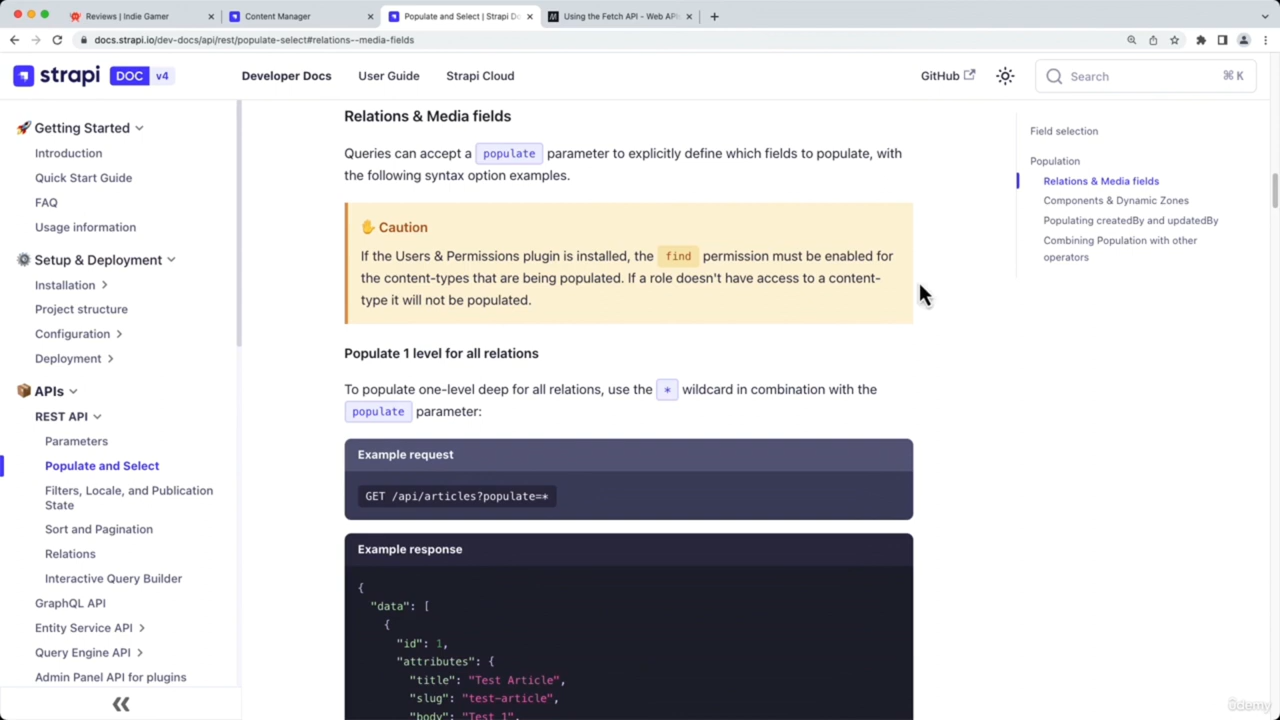 Reviews | Indie Gamer
Content Manager
Populate and Select | Strapi Do
Using the Fetch API - Web APIs
docs.strapi.io/dev-docs/api/rest/populate-select#relations--media-fields
strapi DOC v4
Developer Docs
User Guide
Strapi Cloud
GitHub
Search
⌘ K
Getting Started
Introduction
Quick Start Guide
FAQ
Usage information
Setup & Deployment
Installation
Project structure
Configuration
Deployment
APIs
REST API
Parameters
Populate and Select
Filters, Locale, and Publication
State
Sort and Pagination
Relations
Interactive Query Builder
GraphQL API
Entity Service API
Query Engine API
Admin Panel API for plugins
Relations & Media fields
Queries can accept a populate parameter to explicitly define which fields to populate, with
the following syntax option examples.
✋ Caution
If the Users & Permissions plugin is installed, the find permission must be enabled for
the content-types that are being populated. If a role doesn't have access to a content-
type it will not be populated.
Populate 1 level for all relations
To populate one-level deep for all relations, use the * wildcard in combination with the
populate parameter:
Example request
GET /api/articles?populate=*
Example response
{
"data": [
{
"id": 1,
"attributes": {
"title": "Test Article",
"slug": "test-article",
"body": "Test 1",
Field selection
Population
Relations & Media fields
Components & Dynamic Zones
Populating createdBy and updatedBy
Combining Population with other
operators
ûdemy